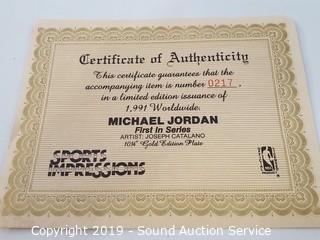 Certificate of Authenticity
This certificate guarantees that the
accompanying item is number 0217,
in a limited edition issuance of
1,991 Worldwide.
MICHAEL JORDAN
First In Series
ARTIST: JOSEPH CATALANO
10¼" Gold Edition Plate
SPORTS
IMPRESSIONS
NBA
Copyright 2019 - Sound Auction Service